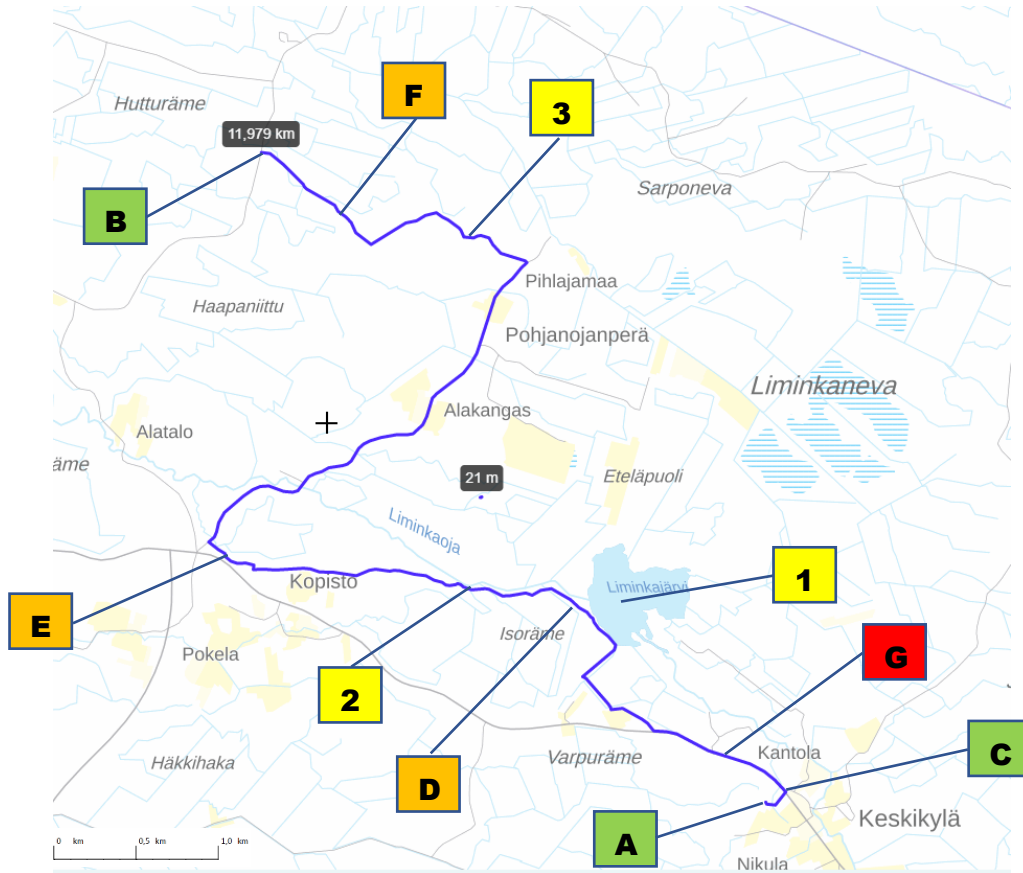 F
3
Hutturäme
11,979 km
Sarponeva
B
Pihlajamaa
Haapaniittu
Pohjanojanperä
Liminkaneva
Alakangas
Alatalo
äme
21 m
Eteläpuoli
Liminkaoja
1
Kopisto
Liminkajärvi
E
Isoräme
G
Pokela
2
Kantola
C
Varpuräme
Häkkihaka
D
Keskikylä
A
0 km 0,5 km 1,0 km
Nikula